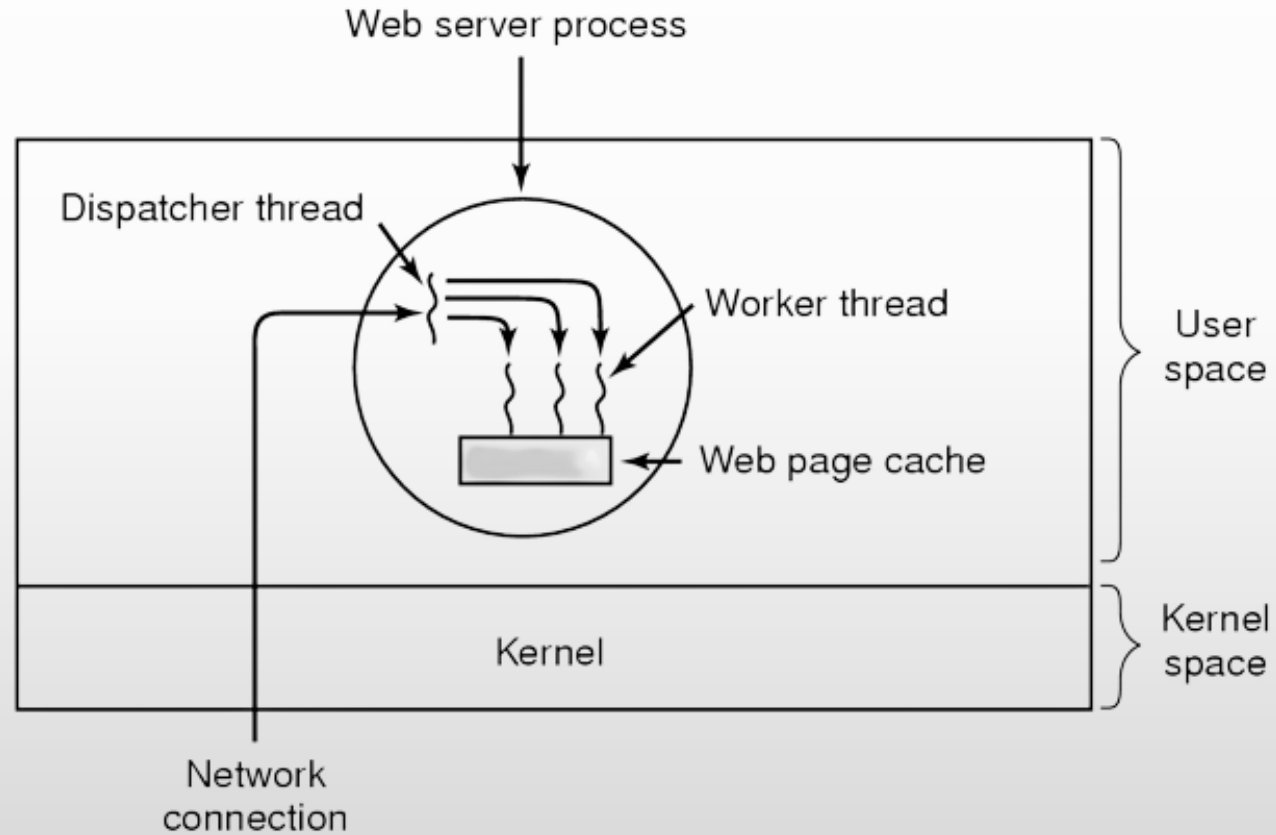 Web server process
Dispatcher thread
Worker thread
User
space
Web page cache
Kernel
Kernel
space
Network
connection